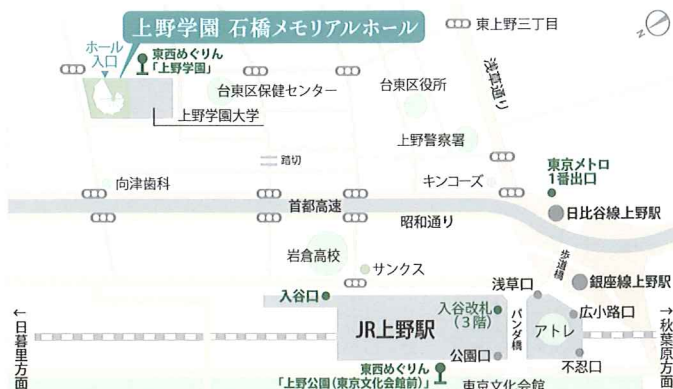 上野学園 石橋メモリアルホール
東上野三丁目
N
ホール
入口
東西めぐりん
「上野学園」
浅草通り
台東区保健センター
台東区役所
上野学園大学
上野警察署
踏切
向津歯科
キンコーズ
東京メトロ
1番出口
首都高速
昭和通り
日比谷線上野駅
岩倉高校
サンクス
歩道橋
銀座線上野駅
入谷口
浅草口
入谷改札
(3階)
パンダ橋
広小路口
JR上野駅
アトレ
←日暮里方面
→秋葉原方面
公園口
不忍口
東西めぐりん
「上野公園(東京文化会館前)」
東京文化会館